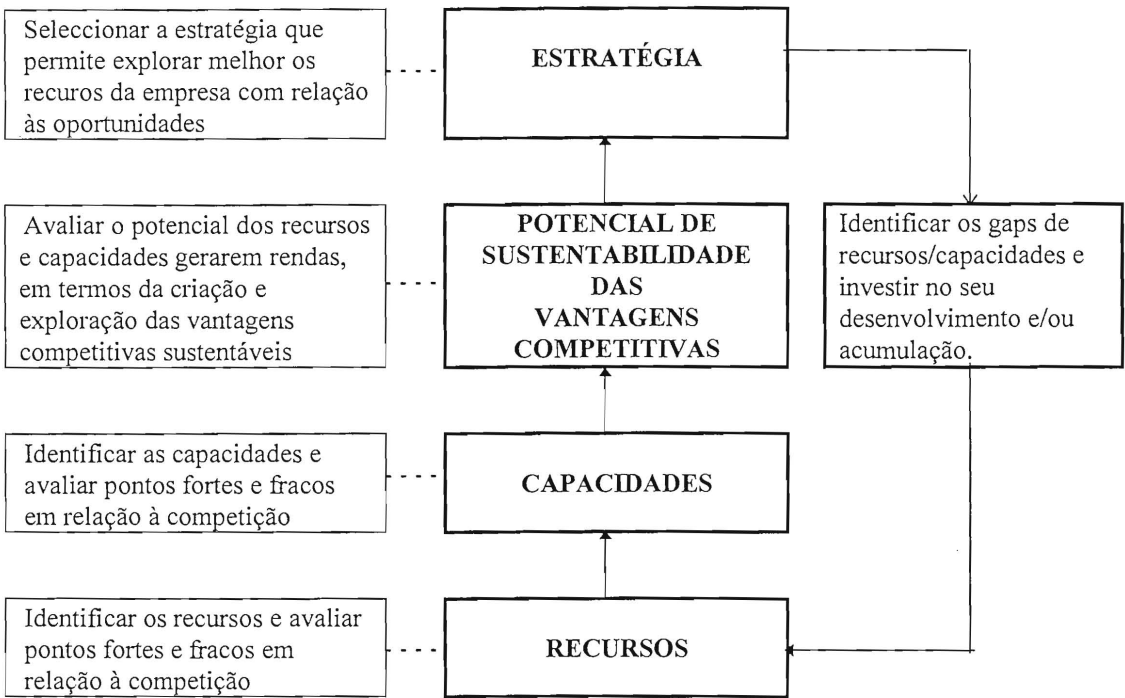 Seleccionar a estratégia que
permite explorar melhor os
recuros da empresa com relação
às oportunidades
ESTRATÉGIA
Avaliar o potencial dos recursos
e capacidades gerarem rendas,
em termos da criação e
exploração das vantagens
competitivas sustentáveis
POTENCIAL DE
SUSTENTABILIDADE
DAS
VANTAGENS
COMPETITIVAS
Identificar os gaps de
recursos/capacidades e
investir no seu
desenvolvimento e/ou
acumulação.
Identificar as capacidades e
avaliar pontos fortes e fracos
em relação à competição
CAPACIDADES
Identificar os recursos e avaliar
pontos fortes e fracos em
relação à competição
RECURSOS